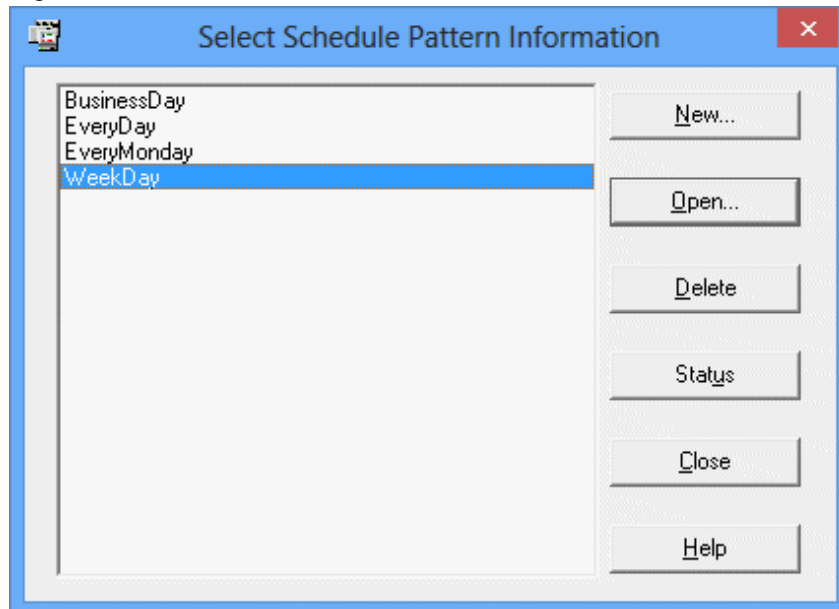 Select Schedule Pattern Information
BusinessDay
EveryDay
EveryMonday
WeekDay
New...
Open...
Delete
Status
Close
Help